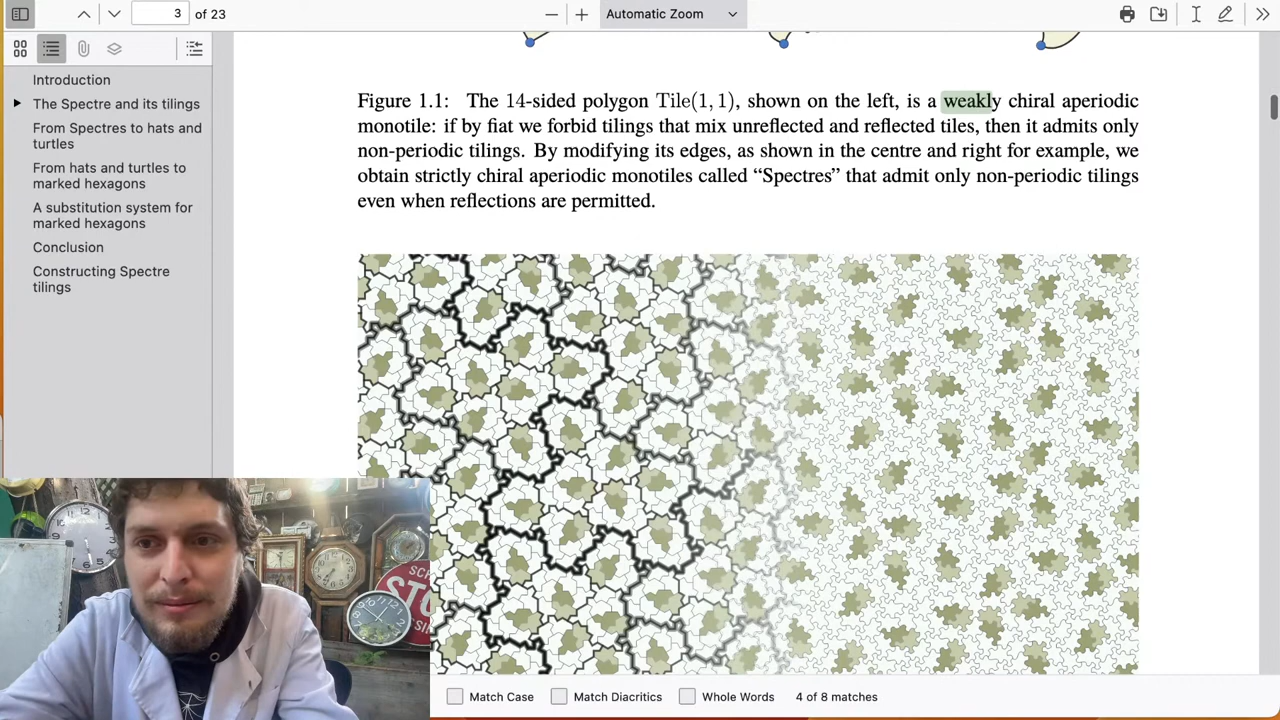 3 of 23
Automatic Zoom
Introduction
The Spectre and its tilings
From Spectres to hats and
turtles
From hats and turtles to
marked hexagons
A substitution system for
marked hexagons
Conclusion
Constructing Spectre
tilings
Figure 1.1: The 14-sided polygon Tile(1, 1), shown on the left, is a weakly chiral aperiodic
monotile: if by fiat we forbid tilings that mix unreflected and reflected tiles, then it admits only
non-periodic tilings. By modifying its edges, as shown in the centre and right for example, we
obtain strictly chiral aperiodic monotiles called “Spectres” that admit only non-periodic tilings
even when reflections are permitted.
Match Case Match Diacritics Whole Words 4 of 8 matches